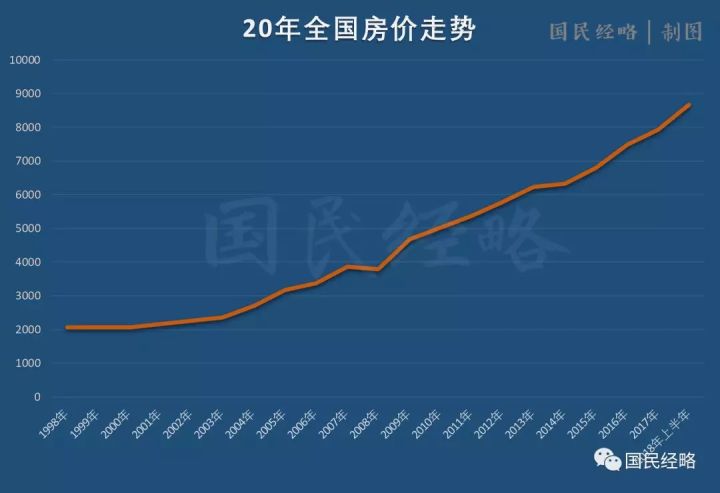 20年全国房价走势
国民经略 | 制图
10000
9000
8000
7000
6000
5000
4000
3000
2000
1000
0
国民经略
1998年
1999年
2000年
2001年
2002年
2003年
2004年
2005年
2006年
2007年
2008年
2009年
2010年
2011年
2012年
2013年
2014年
2015年
2016年
2017年
18年上半年
国民经略